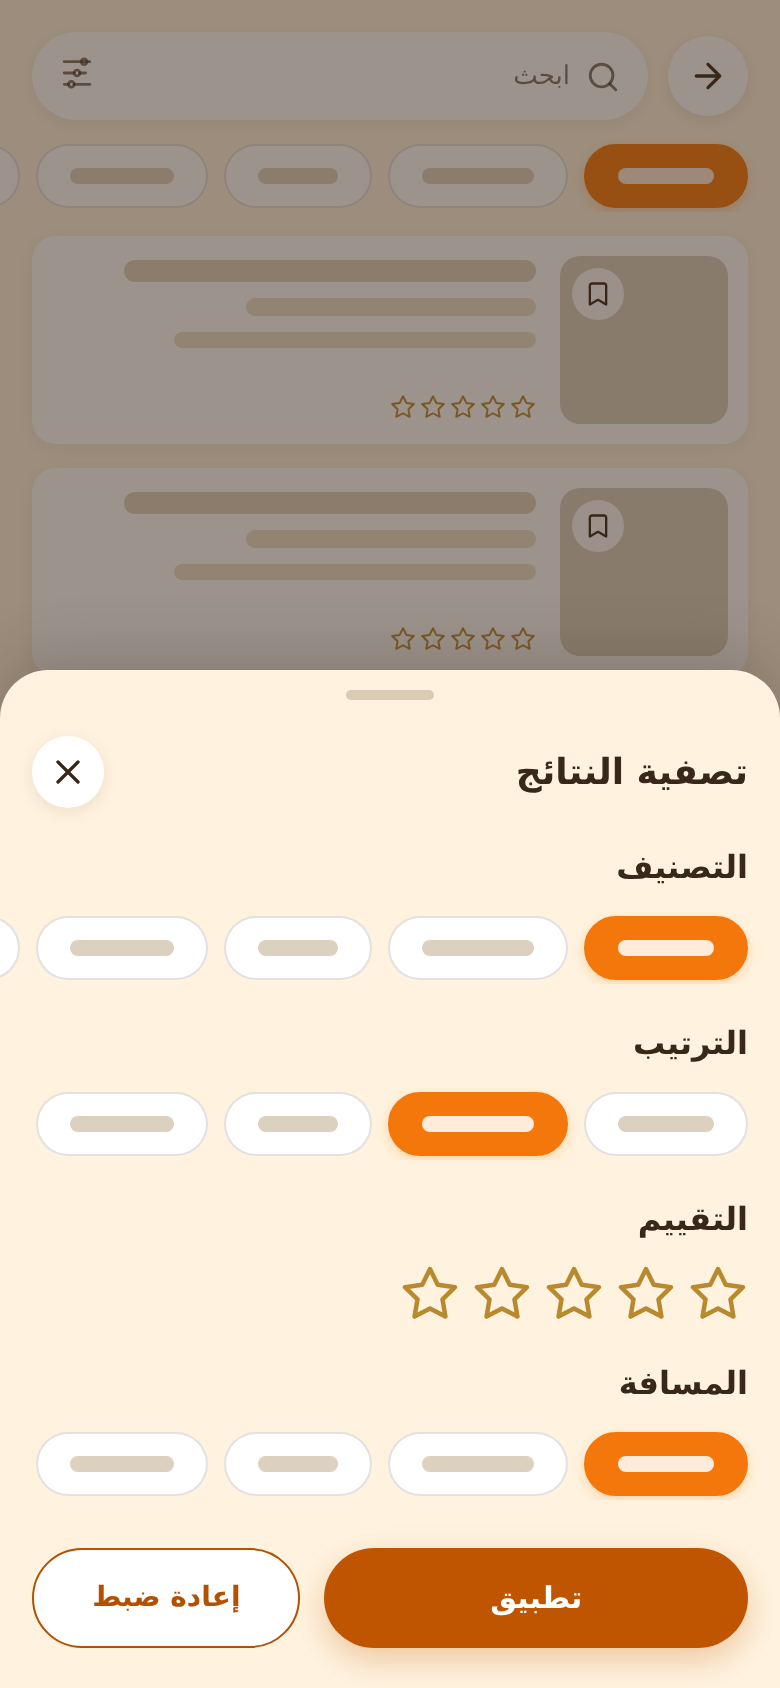 ابحث
تصفية النتائج
التصنيف
الترتيب
التقييم
المسافة
تطبيق
إعادة ضبط